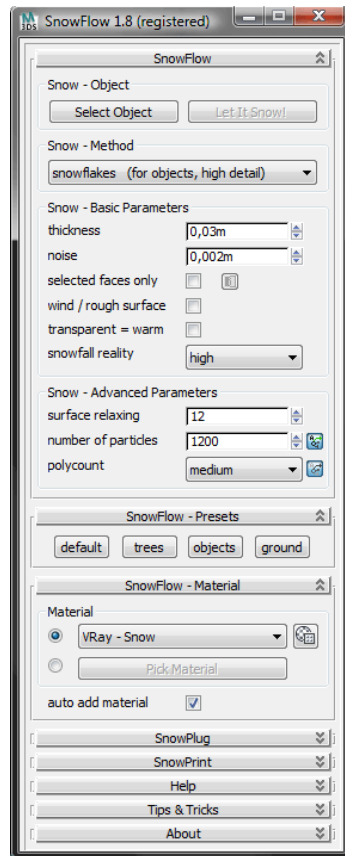 SnowFlow 1.8 (registered)
SnowFlow
Snow - Object
Select Object Let It Snow!
Snow - Method
snowflakes (for objects, high detail)
Snow - Basic Parameters
thickness 0,03m
noise 0,002m
selected faces only
wind / rough surface
transparent = warm
snowfall reality high
Snow - Advanced Parameters
surface relaxing 12
number of particles 1200
polycount medium
SnowFlow - Presets
default trees objects ground
SnowFlow - Material
Material
VRay - Snow
Pick Material
auto add material
SnowPlug
SnowPrint
Help
Tips & Tricks
About